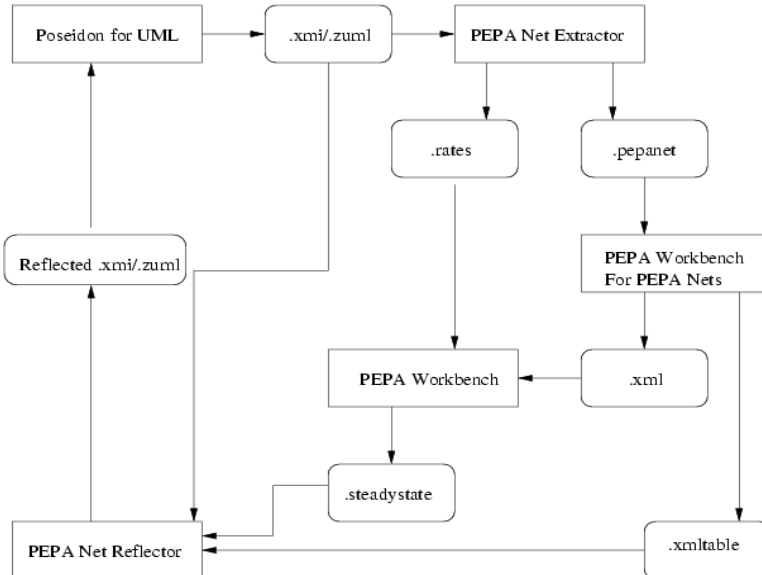 Poseidon for UML
.xmi/.zuml
PEPA Net Extractor
.rates
.pepanet
Reflected .xmi/.zuml
PEPA Workbench
For PEPA Nets
PEPA Workbench
.xml
.steadystate
PEPA Net Reflector
.xmltable